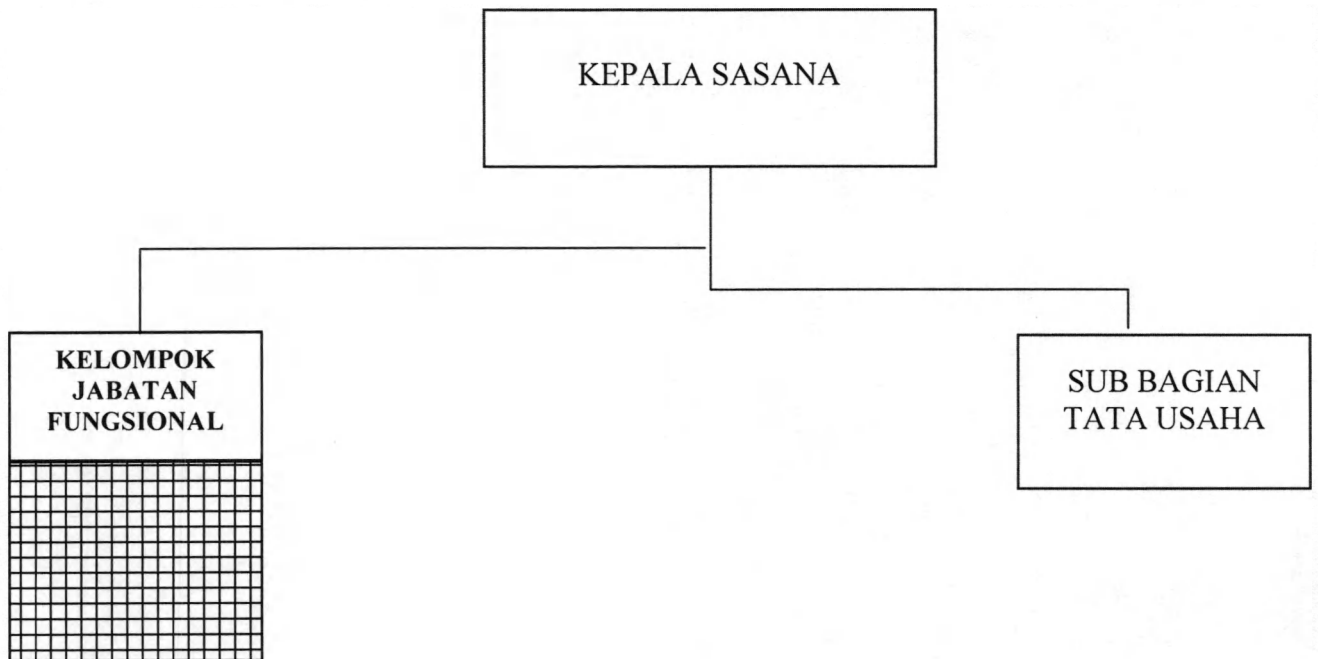 KEPALA SASANA
KELOMPOK
JABATAN
FUNGSIONAL
SUB BAGIAN
TATA USAHA